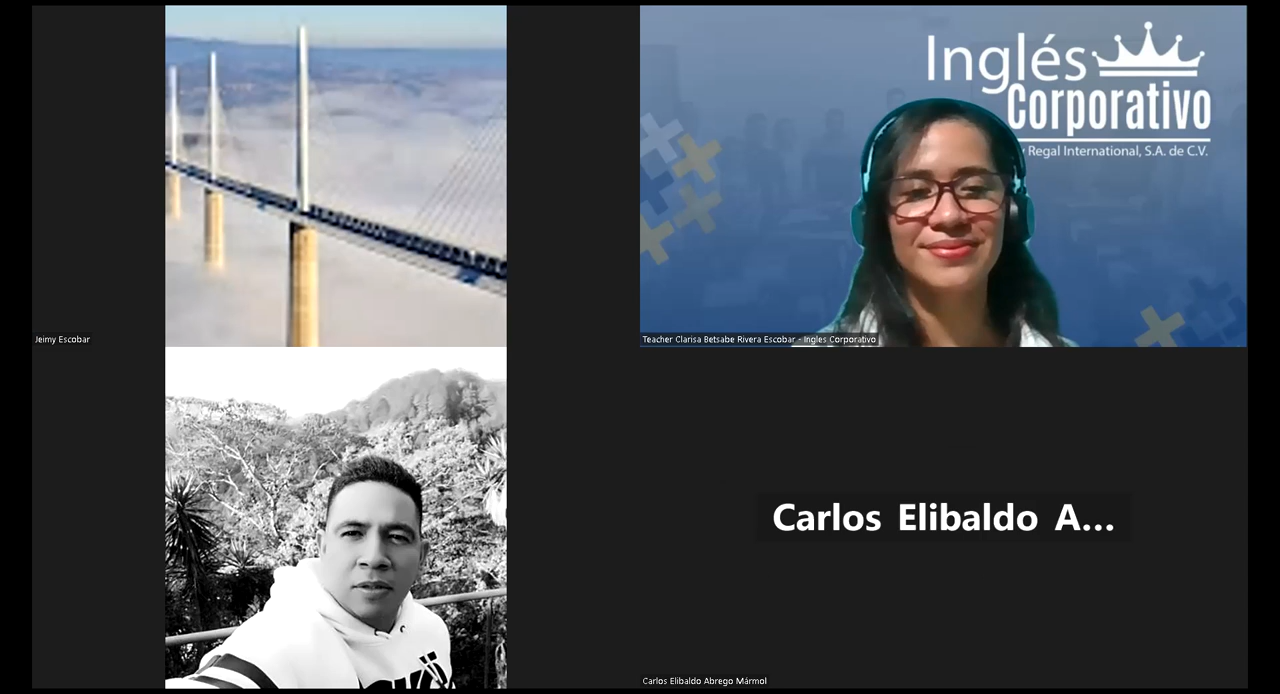 Inglés
Corporativo
y Regal International, S.A. de C.V.
Jeimy Escobar
Teacher Clarisa Betsabe Rivera Escobar - Ingles Corporativo
Carlos Elibaldo A...
Carlos Elibaldo Abrego Mármol